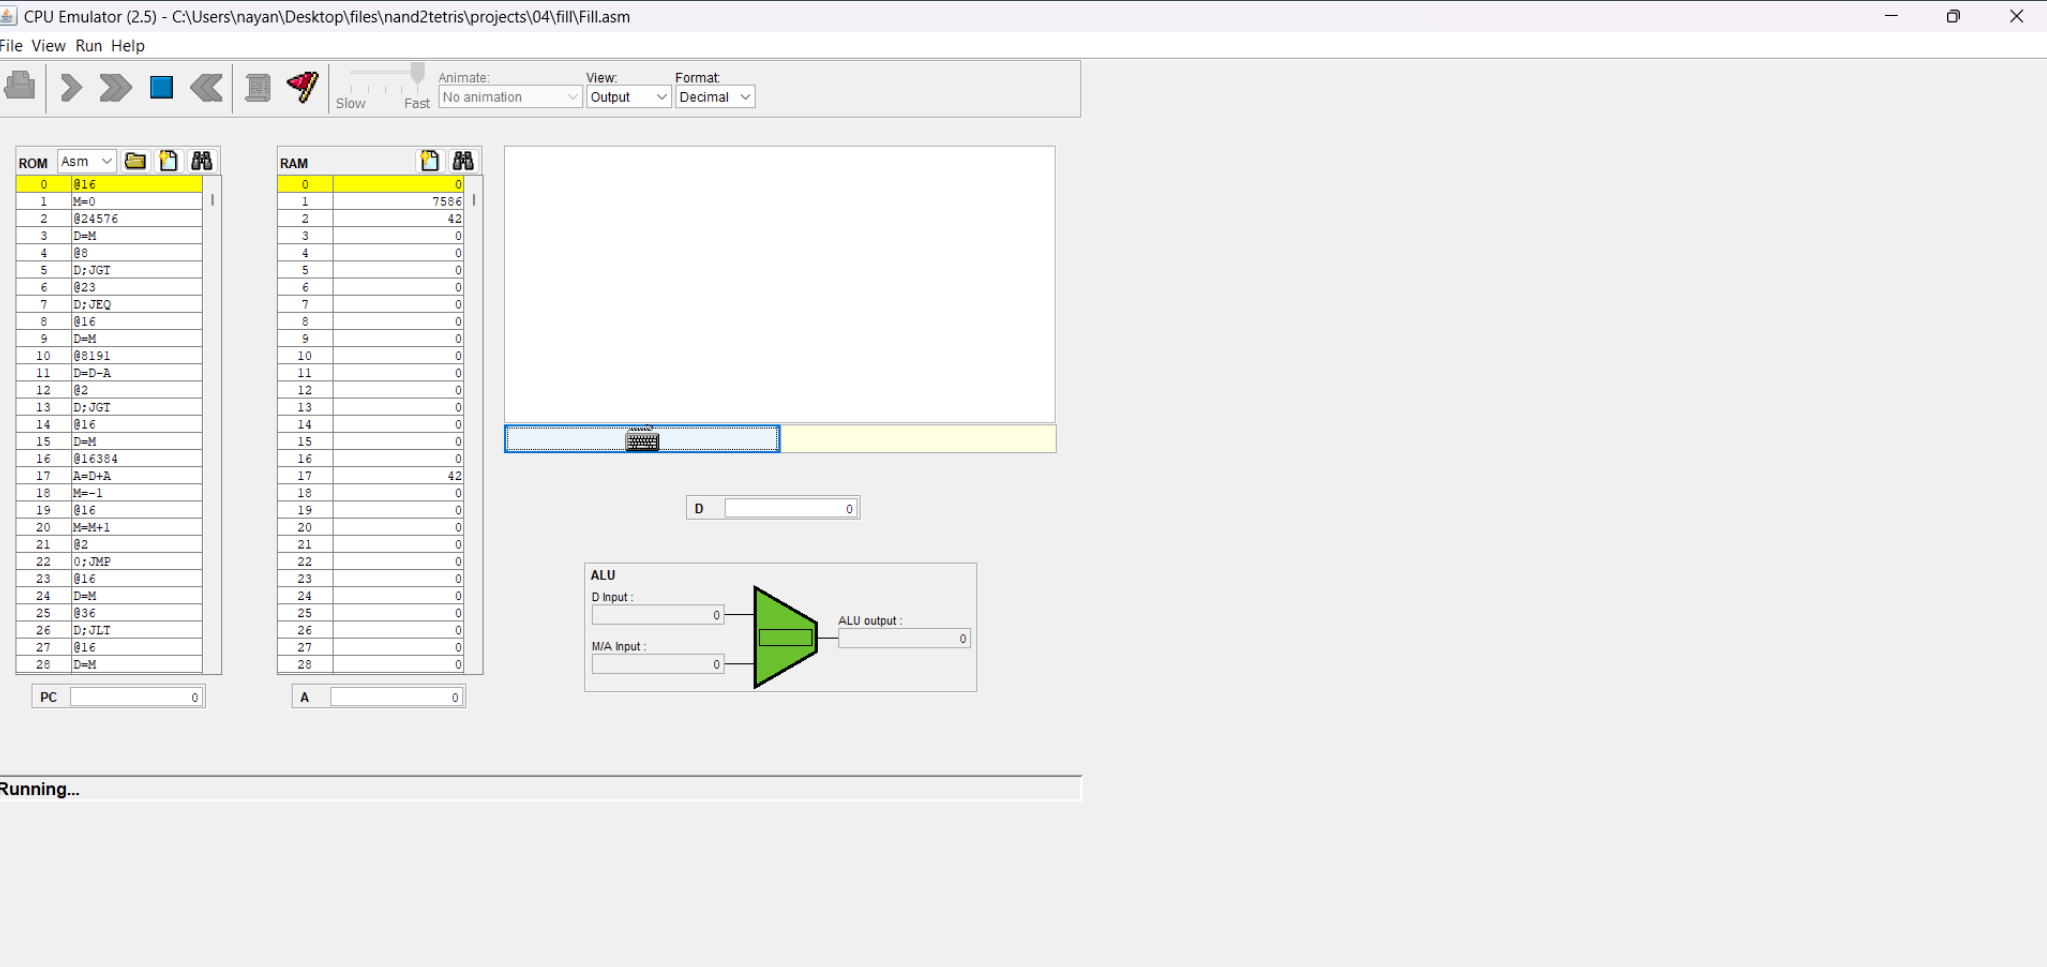 CPU Emulator (2.5) - C:\Users\nayan\Desktop\files\nand2tetris\projects\04\fill\Fill.asm
File View Run Help
Slow Fast
Animate:
No animation
View:
Output
Format:
Decimal
ROM Asm
0 @16
1 M=0
2 @24576
3 D=M
4 @8
5 D;JGT
6 @23
7 D;JEQ
8 @16
9 D=M
10 @8191
11 D=D-A
12 @2
13 D;JGT
14 @16
15 D=M
16 @16384
17 A=D+A
18 M=-1
19 @16
20 M=M+1
21 @2
22 0;JMP
23 @16
24 D=M
25 @36
26 D;JLT
27 @16
28 D=M
PC 0
RAM
0 0
1 7586
2 42
3 0
4 0
5 0
6 0
7 0
8 0
9 0
10 0
11 0
12 0
13 0
14 0
15 0
16 0
17 42
18 0
19 0
20 0
21 0
22 0
23 0
24 0
25 0
26 0
27 0
28 0
A 0
D 0
ALU
D Input :
0
M/A Input :
0
ALU output :
0
Running...